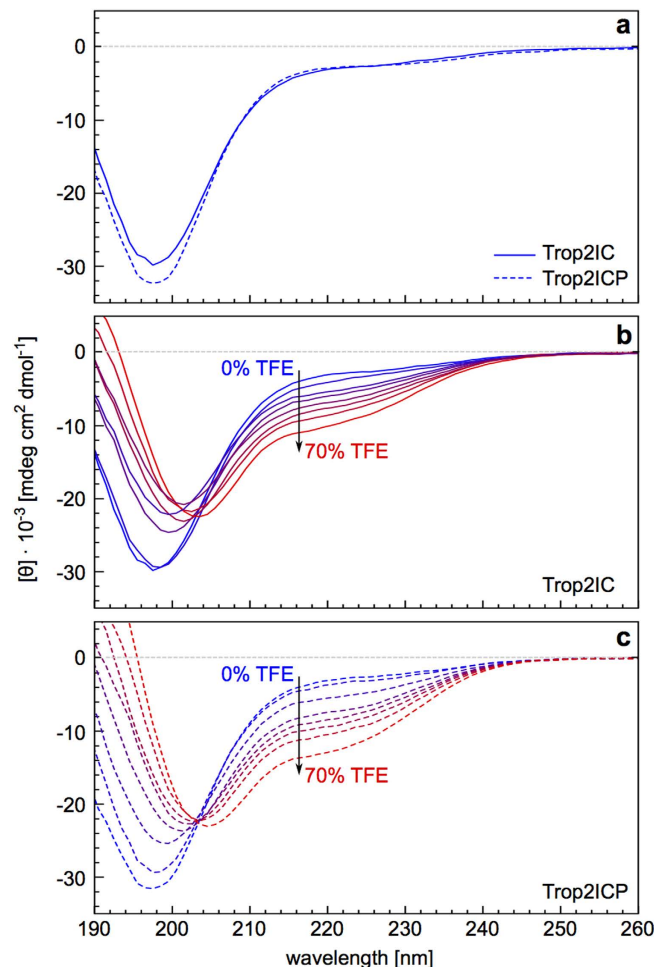 a
0
-10
-20
-30
Trop2IC
Trop2ICP
b
0
0% TFE
-10
70% TFE
-20
-30
Trop2IC
[θ] · 10⁻³ [mdeg cm² dmol⁻¹]
c
0
0% TFE
-10
70% TFE
-20
-30
Trop2ICP
190 200 210 220 230 240 250 260
wavelength [nm]